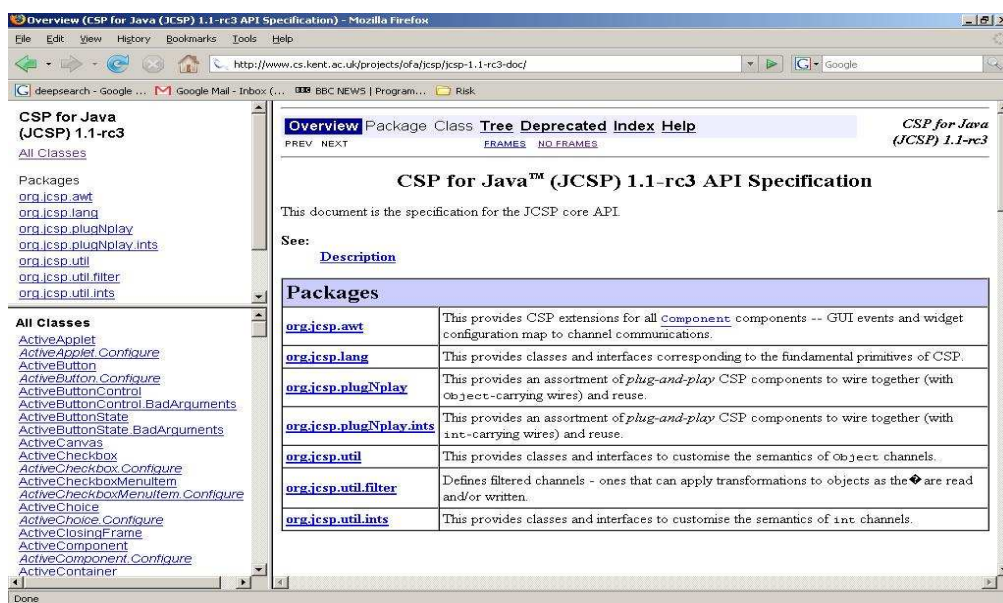 Overview (CSP for Java (JCSP) 1.1-rc3 API Specification) - Mozilla Firefox
File Edit View History Bookmarks Tools Help
http://www.cs.kent.ac.uk/projects/ofa/jcsp/jcsp-1.1-rc3-doc/
G Google
deepsearch - Google ... Google Mail - Inbox (... BBC NEWS | Program... Risk
CSP for Java
(JCSP) 1.1-rc3
All Classes
Packages
org.jcsp.awt
org.jcsp.lang
org.jcsp.plugNplay
org.jcsp.plugNplay.ints
org.jcsp.util
org.jcsp.util.filter
org.jcsp.util.ints
All Classes
ActiveApplet
ActiveApplet.Configure
ActiveButton
ActiveButton.Configure
ActiveButtonControl
ActiveButtonControl.BadArguments
ActiveButtonState
ActiveButtonState.BadArguments
ActiveCanvas
ActiveCheckbox
ActiveCheckbox.Configure
ActiveCheckboxMenuItem
ActiveCheckboxMenuItem.Configure
ActiveChoice
ActiveChoice.Configure
ActiveClosingFrame
ActiveComponent
ActiveComponent.Configure
ActiveContainer
Overview Package Class Tree Deprecated Index Help
PREV NEXT FRAMES NO FRAMES
CSP for Java
(JCSP) 1.1-rc3
CSP for Java™ (JCSP) 1.1-rc3 API Specification
This document is the specification for the JCSP core API.
See:
Description
Packages
org.jcsp.awt This provides CSP extensions for all Component components -- GUI events and widget
configuration map to channel communications.
org.jcsp.lang This provides classes and interfaces corresponding to the fundamental primitives of CSP.
org.jcsp.plugNplay This provides an assortment of plug-and-play CSP components to wire together (with
Object-carrying wires) and reuse.
org.jcsp.plugNplay.ints This provides an assortment of plug-and-play CSP components to wire together (with
int-carrying wires) and reuse.
org.jcsp.util This provides classes and interfaces to customise the semantics of Object channels.
org.jcsp.util.filter Defines filtered channels - ones that can apply transformations to objects as the� are read
and/or written.
org.jcsp.util.ints This provides classes and interfaces to customise the semantics of int channels.
Done